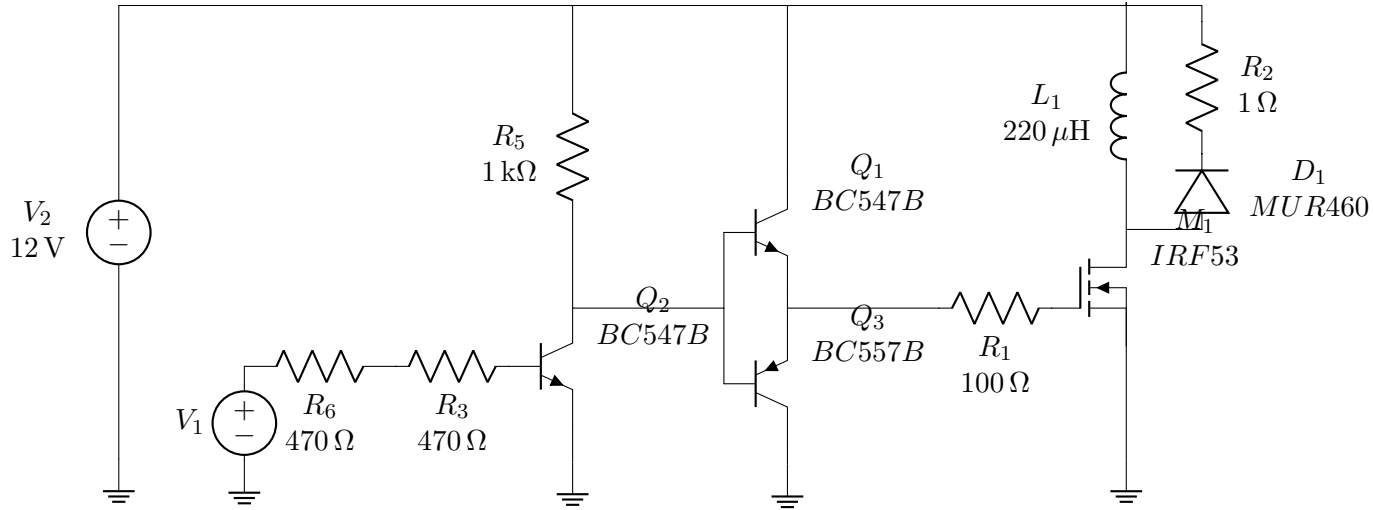 V₂
12 V
V₁
R₆
470 Ω
R₃
470 Ω
R₅
1 kΩ
Q₂
BC547B
Q₁
BC547B
Q₃
BC557B
R₁
100 Ω
L₁
220 μH
R₂
1 Ω
D₁
MUR460
M₁
IRF53